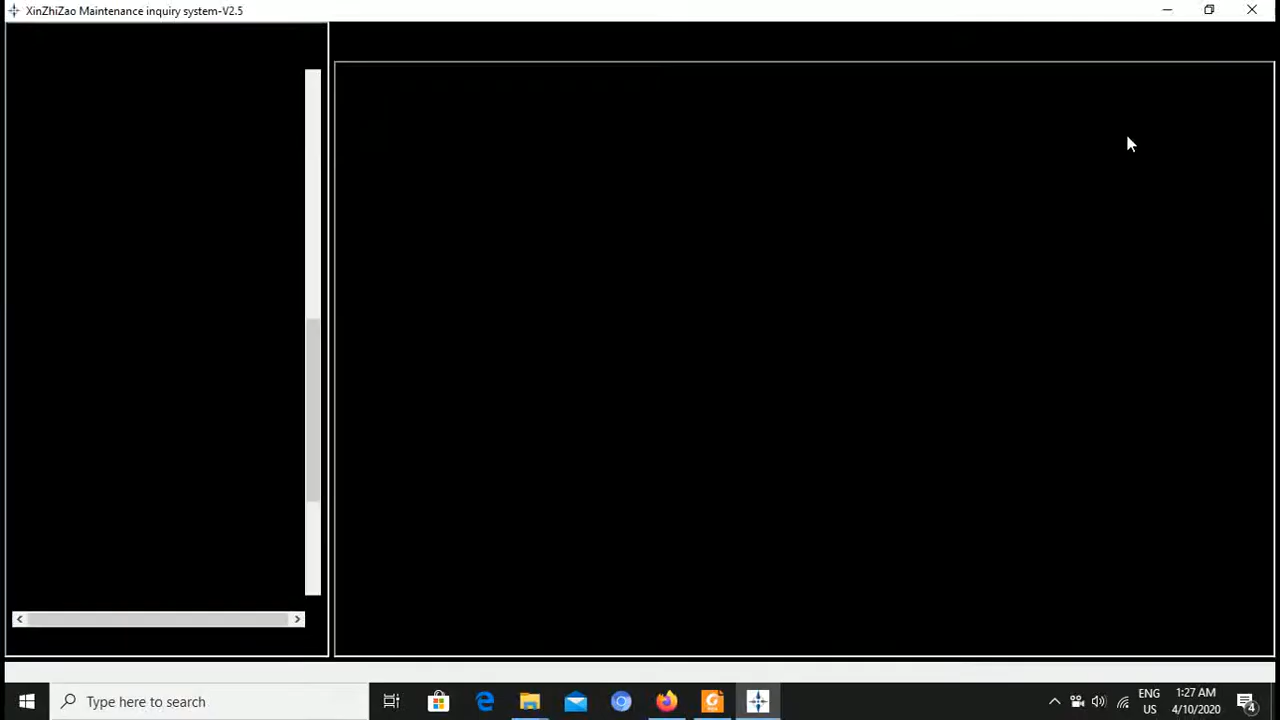 XinZhiZao Maintenance inquiry system-V2.5
Type here to search
ENG
US
1:27 AM
4/10/2020
4